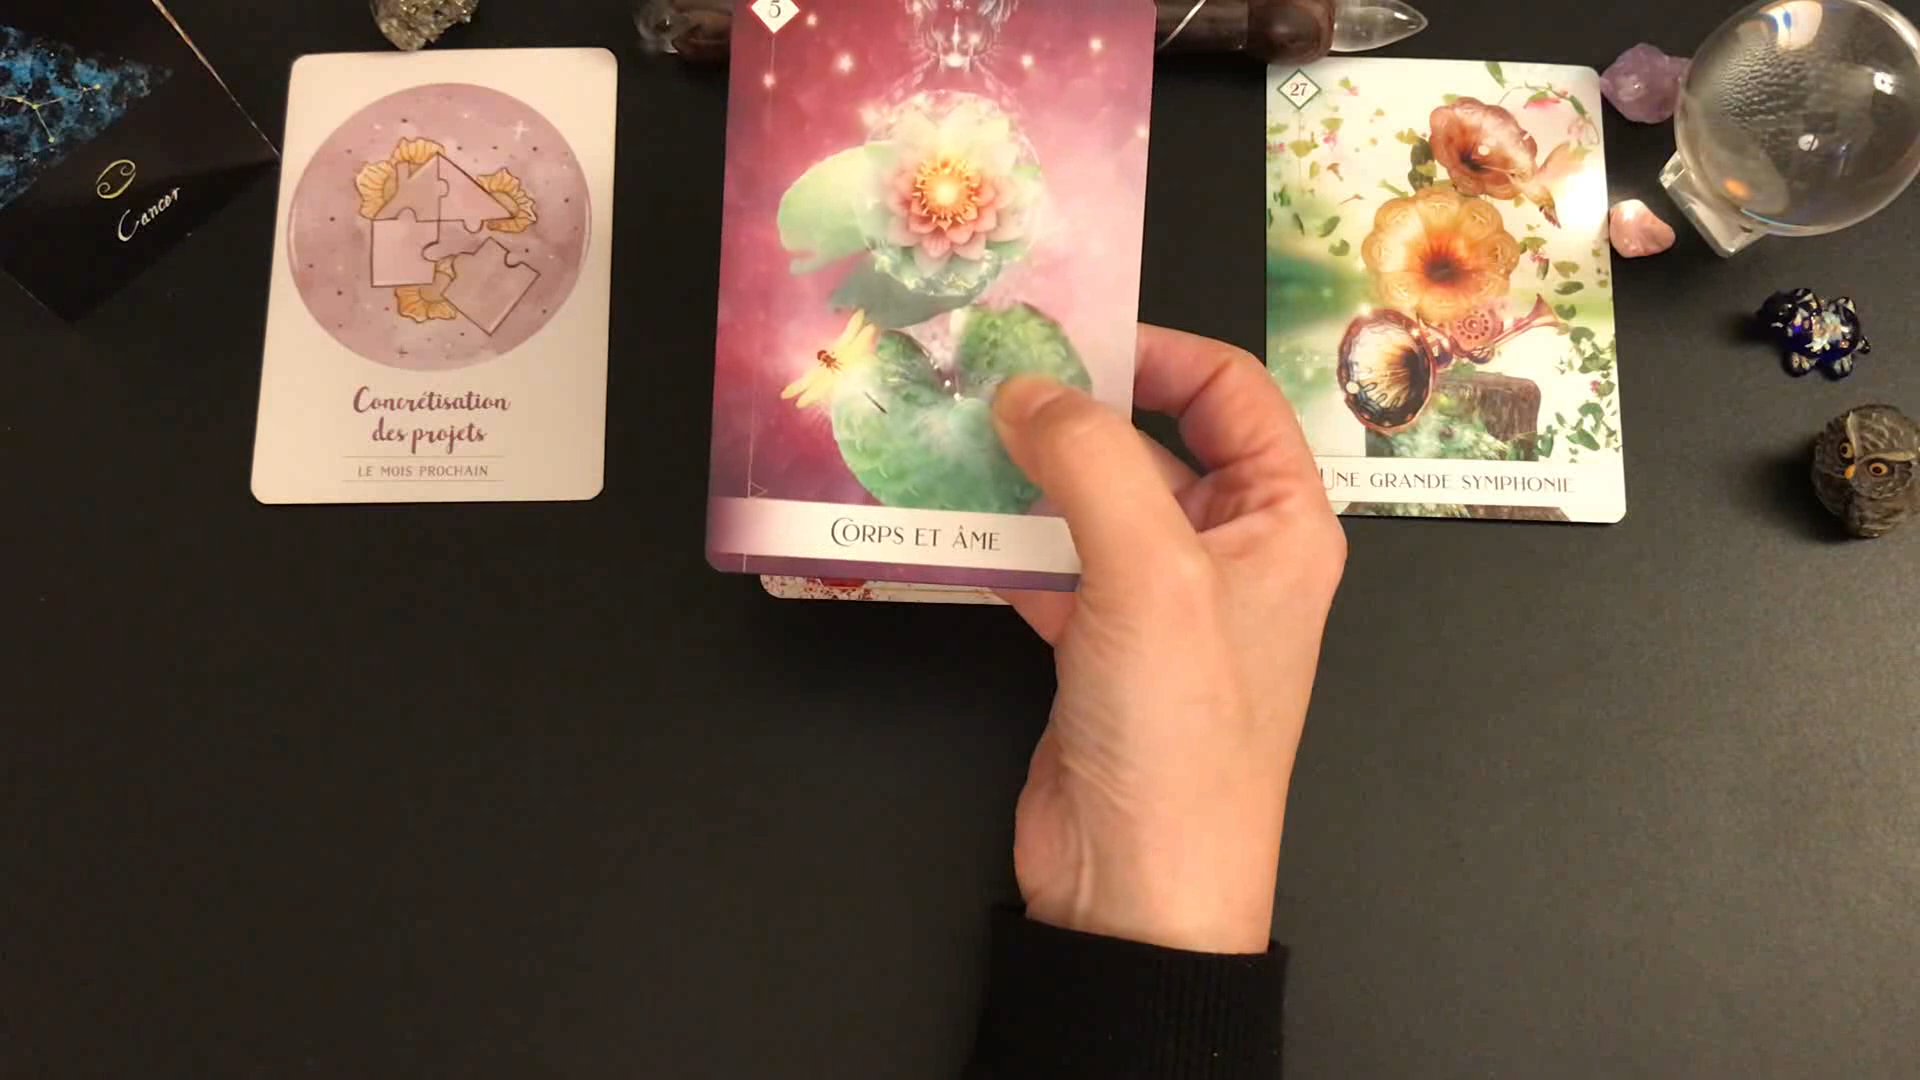 Cancer
Concrétisation
des projets
LE MOIS PROCHAIN
5
CORPS ET ÂME
27
UNE GRANDE SYMPHONIE